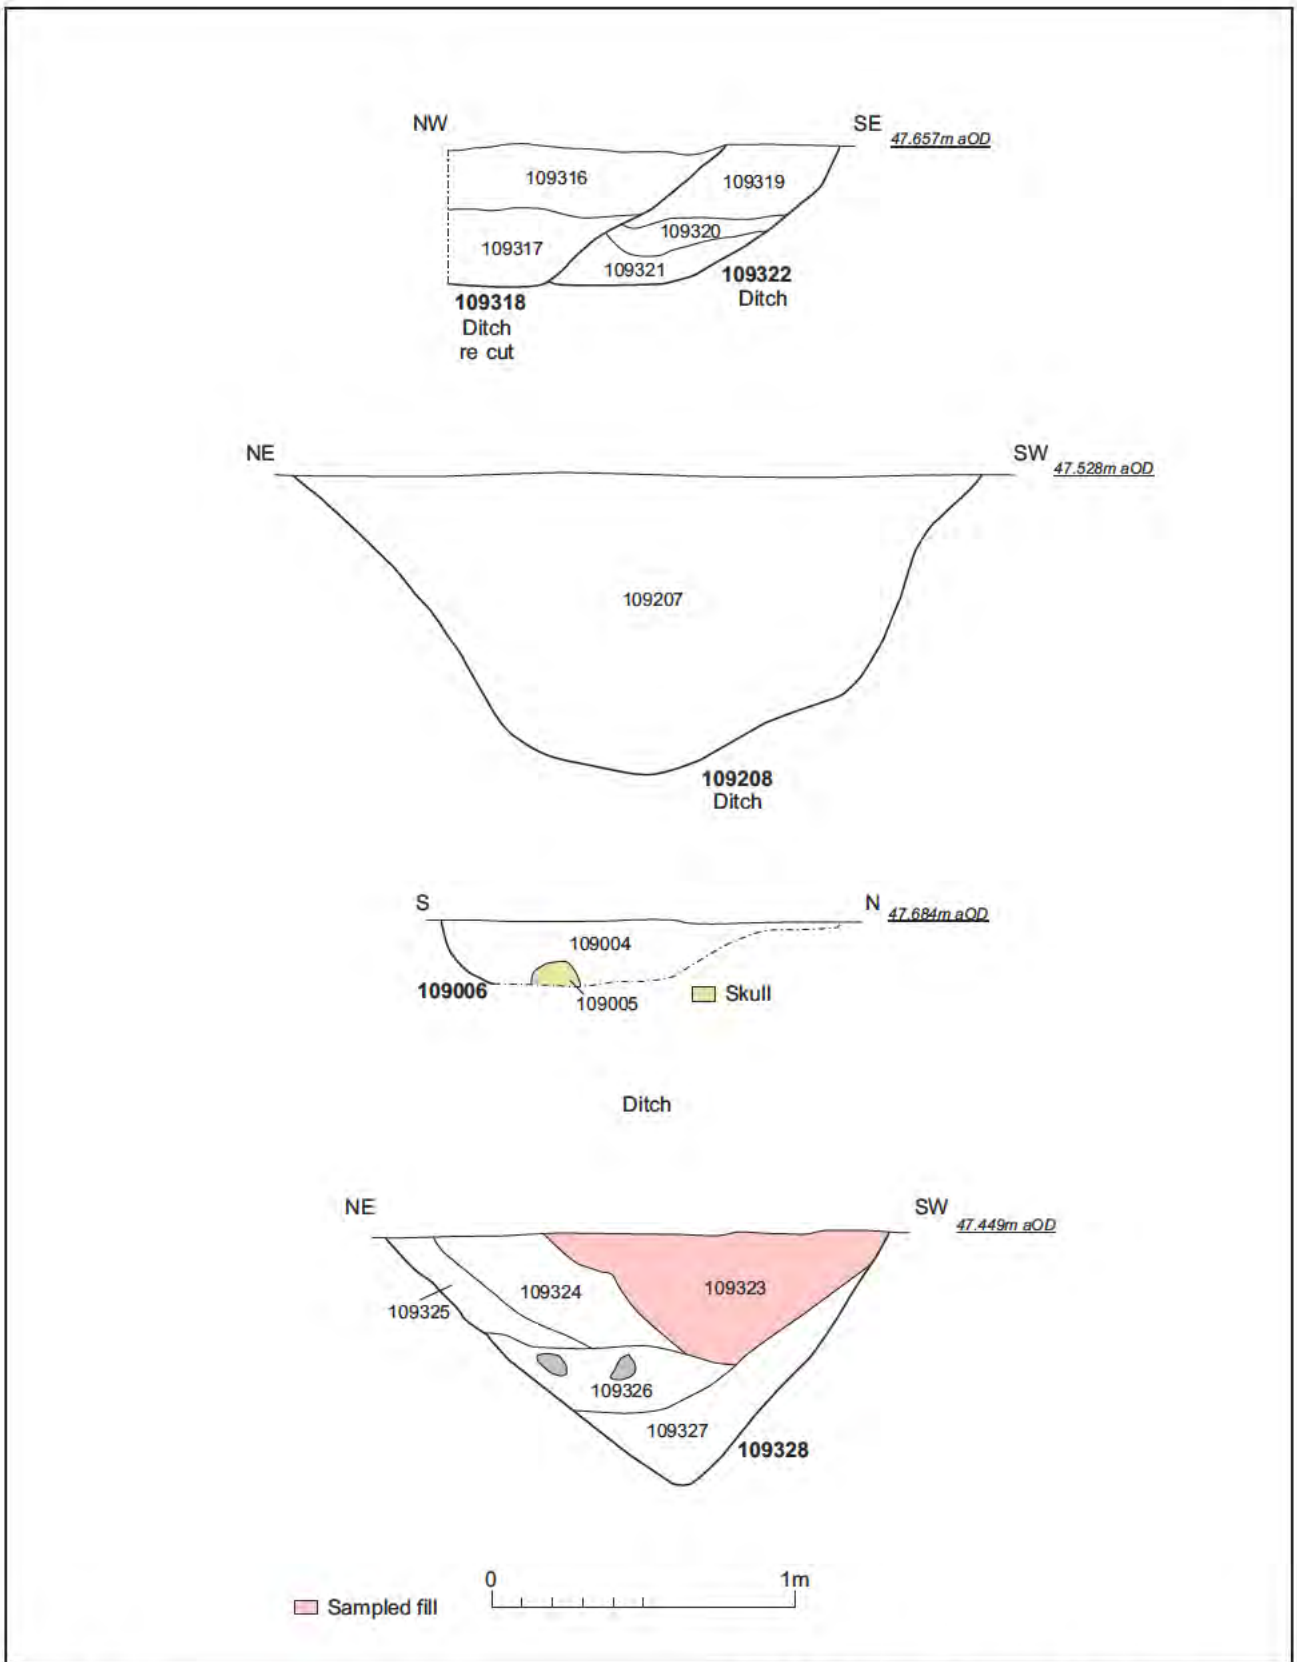 NW
SE
47.657m aOD
109316
109319
109320
109317
109321
109322
Ditch
109318
Ditch
re cut
NE
SW
47.528m aOD
109207
109208
Ditch
S
N
47.684m aOD
109004
109006
109005
Skull
Ditch
NE
SW
47.449m aOD
109323
109324
109325
109326
109327
109328
0
1m
Sampled fill